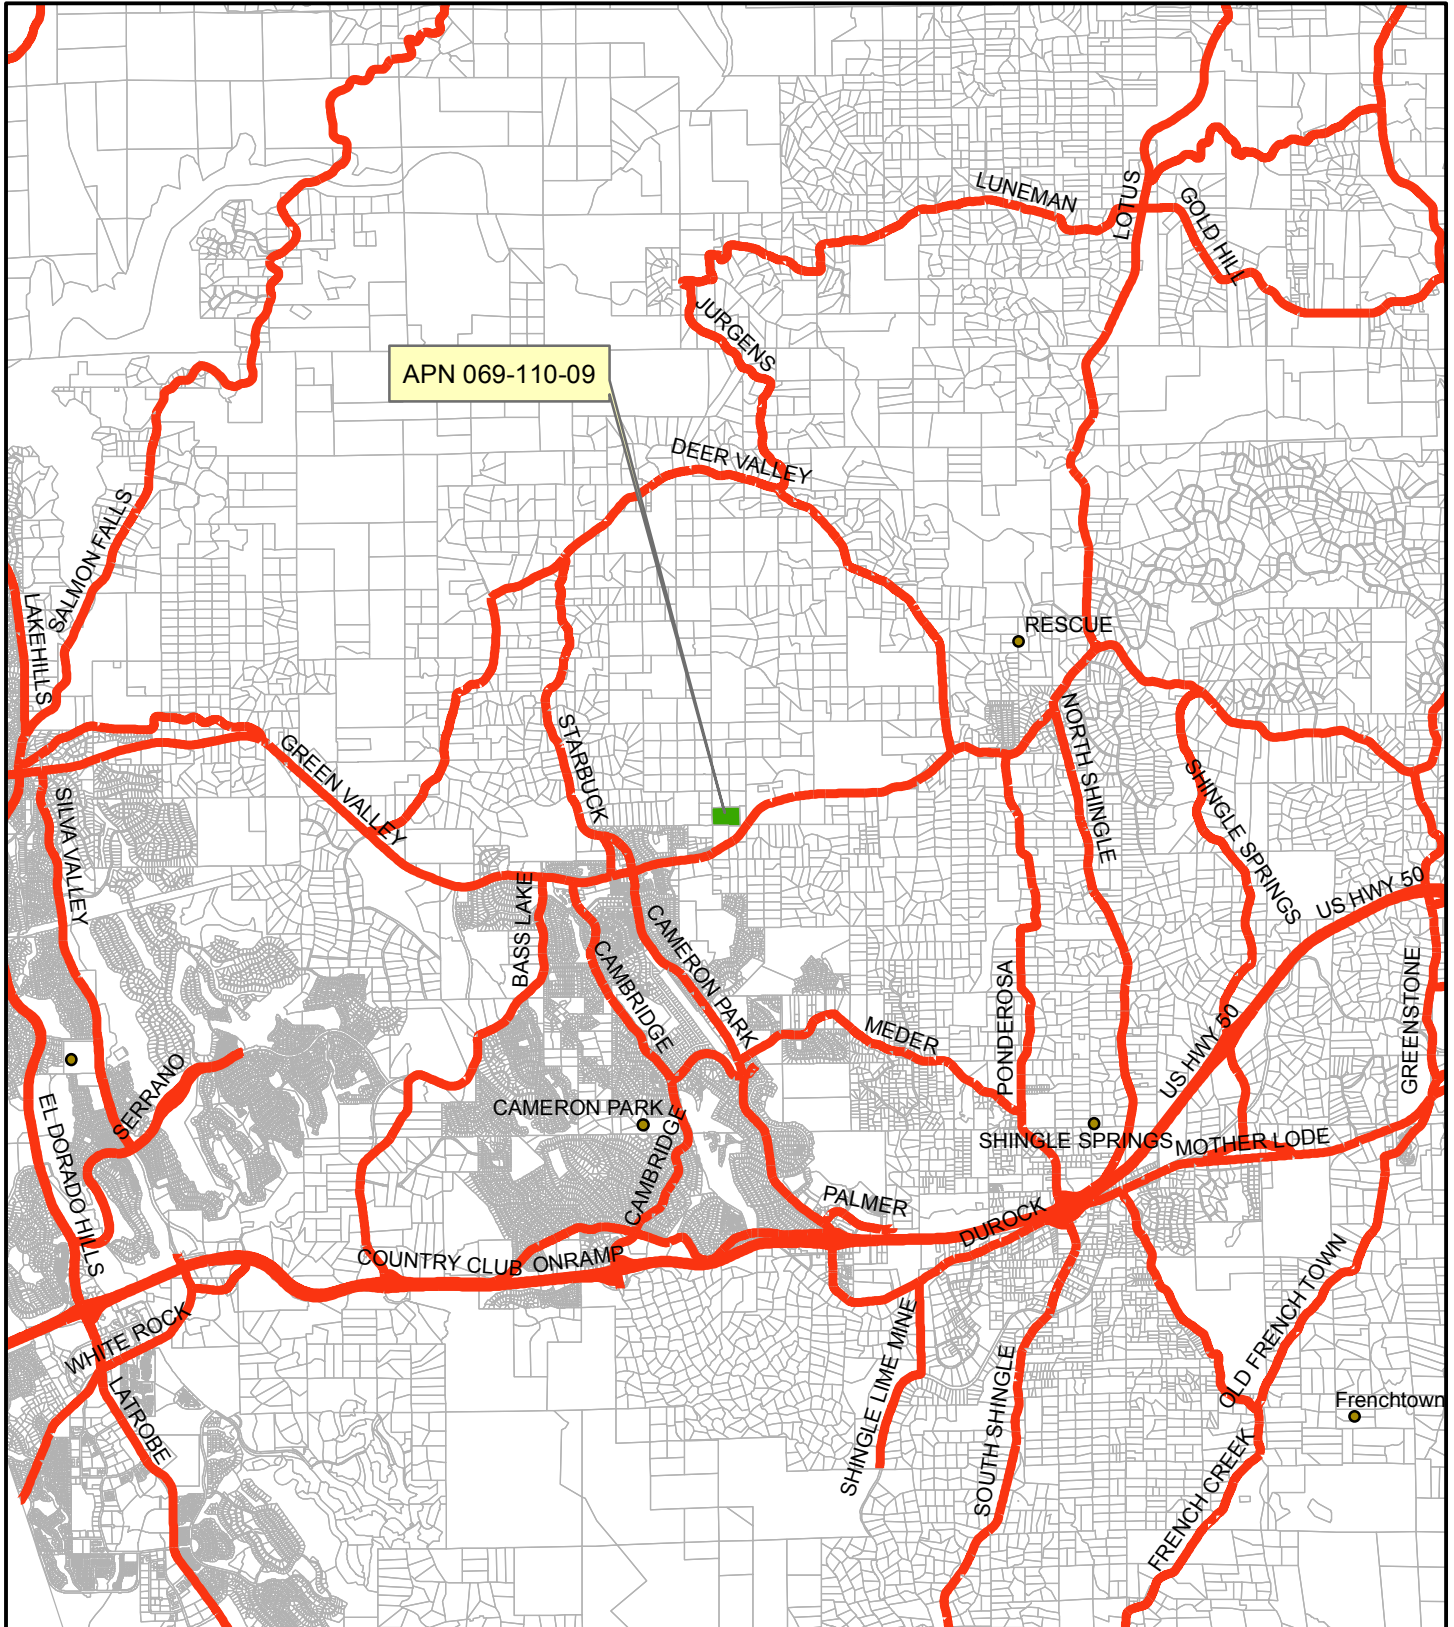 LUNEMAN
LOTUS
GOLD HILL
JURGENS
APN 069-110-09
DEER VALLEY
SALMON FALLS
LAKEHILLS
RESCUE
NORTH SHINGLE
STARBUCK
GREEN VALLEY
SILVA VALLEY
SHINGLE SPRINGS
US HWY 50
BASS LAKE
CAMERON PARK
CAMBRIDGE
GREENSTONE
PONDEROSA
MEDER
US HWY 50
SERRANO
EL DORADO HILLS
CAMERON PARK
CAMBRIDGE
SHINGLE SPRINGS
MOTHER LODE
PALMER
DUROCK
COUNTRY CLUB
ONRAMP
OLD FRENCHTOWN
WHITE ROCK
LATROBE
SHINGLE LIME MINE
SOUTH SHINGLE
Frenchtown
FRENCH CREEK